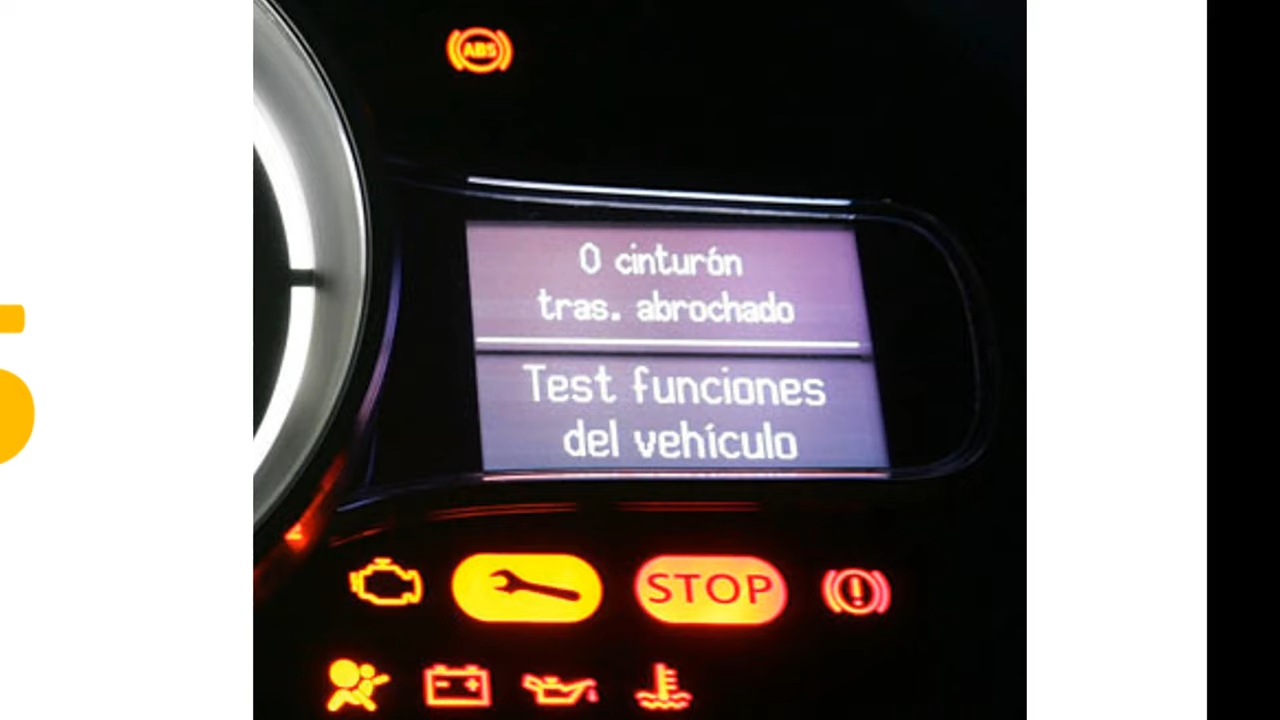 ABS
0 cinturón
tras. abrochado
Test funciones
del vehículo
STOP